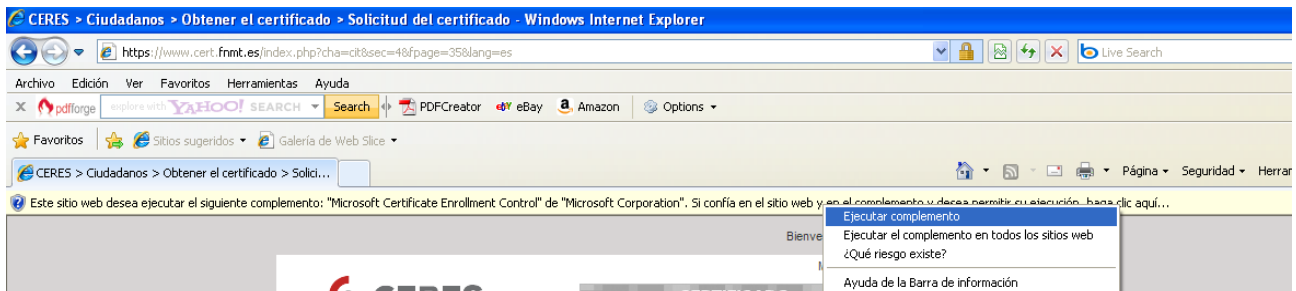 CERES > Ciudadanos > Obtener el certificado > Solicitud del certificado - Windows Internet Explorer
https://www.cert.fnmt.es/index.php?cha=cit&sec=4&fpage=35&lang=es
Live Search
Archivo Edición Ver Favoritos Herramientas Ayuda
X pdfforge explore with YAHOO! SEARCH Search PDFCreator ebY eBay a Amazon Options
Favoritos Sitios sugeridos Galería de Web Slice
CERES > Ciudadanos > Obtener el certificado > Solici... Página Seguridad Herrar
Este sitio web desea ejecutar el siguiente complemento: "Microsoft Certificate Enrollment Control" de "Microsoft Corporation". Si confía en el sitio web y en el complemento y desea permitir su ejecución, haga clic aquí...
Ejecutar complemento
Bienve
Ejecutar el complemento en todos los sitios web
¿Qué riesgo existe?
Ayuda de la Barra de información
CERES